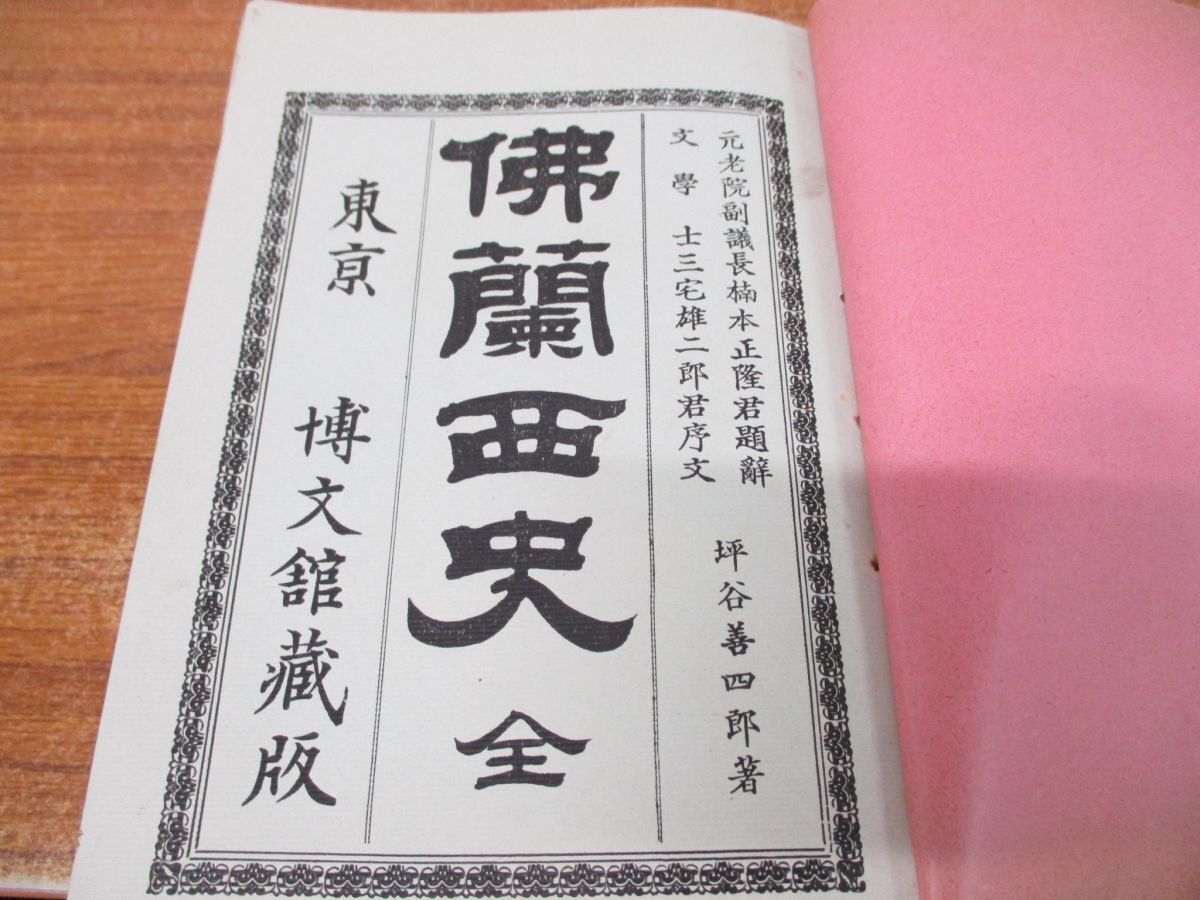 元老院副議長楠本正隆君題辭
文學士三宅雄二郎君序文
坪谷善四郎著
佛蘭西史 全
東亰 博文舘藏版